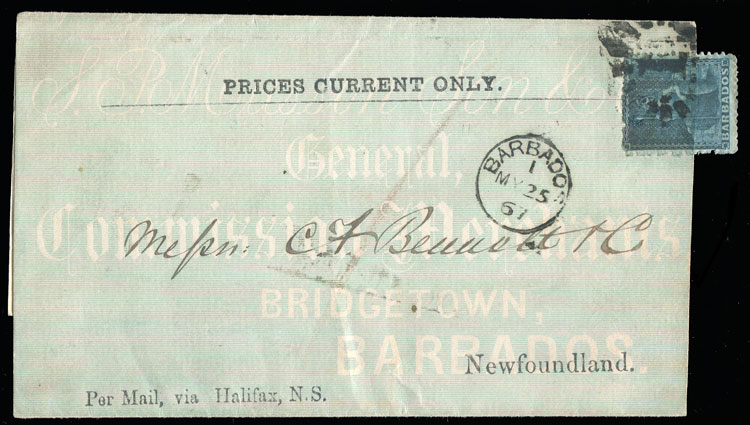 PRICES CURRENT ONLY.
BARBADOS
General,
BARBADOS
1
MY 25
67
Commission Merchants,
Messrs. C. F. Bennett & C
BRIDGETOWN,
BARBADOS.
Newfoundland.
Per Mail, via Halifax, N.S.